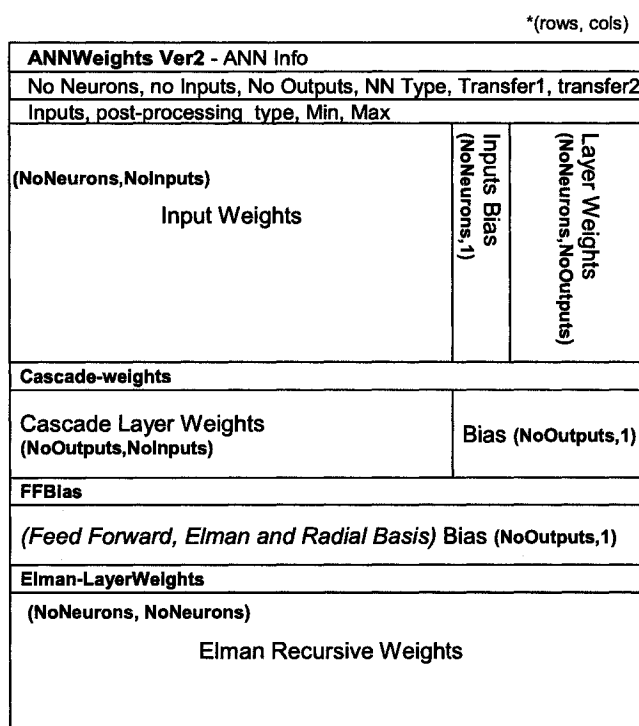 *(rows, cols)
ANNWeights Ver2 - ANN Info
No Neurons, no Inputs, No Outputs, NN Type, Transfer1, transfer2
Inputs, post-processing type, Min, Max
(NoNeurons,NoInputs)
Input Weights
Inputs Bias
(NoNeurons,1)
Layer Weights
(NoNeurons,NoOutputs)
Cascade-weights
Cascade Layer Weights
(NoOutputs,NoInputs)
Bias (NoOutputs,1)
FFBias
(Feed Forward, Elman and Radial Basis) Bias (NoOutputs,1)
Elman-LayerWeights
(NoNeurons, NoNeurons)
Elman Recursive Weights